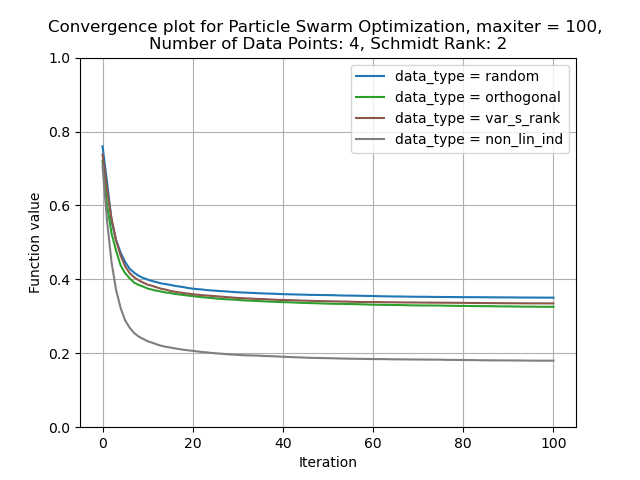 Convergence plot for Particle Swarm Optimization, maxiter = 100,
Number of Data Points: 4, Schmidt Rank: 2
data_type = random
data_type = orthogonal
data_type = var_s_rank
data_type = non_lin_ind
Function value
1.0
0.8
0.6
0.4
0.2
0.0
0 20 40 60 80 100
Iteration